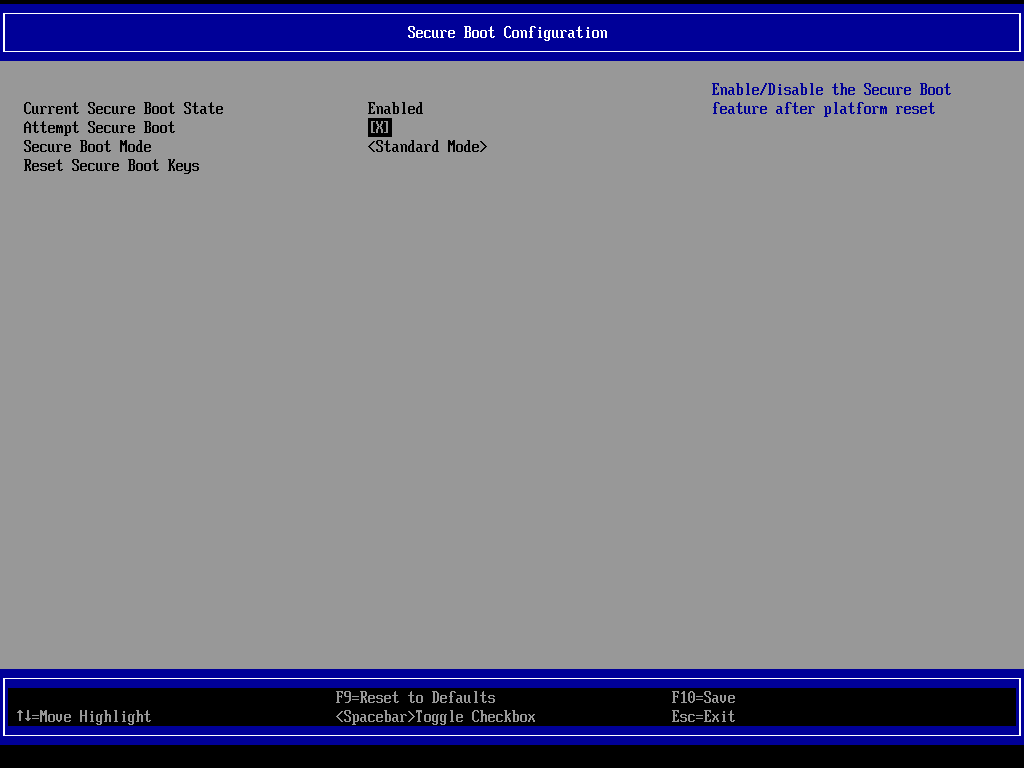 Secure Boot Configuration
Enable/Disable the Secure Boot
feature after platform reset
Current Secure Boot State Enabled
Attempt Secure Boot [X]
Secure Boot Mode <Standard Mode>
Reset Secure Boot Keys
F9=Reset to Defaults F10=Save
↑↓=Move Highlight <Spacebar>Toggle Checkbox Esc=Exit